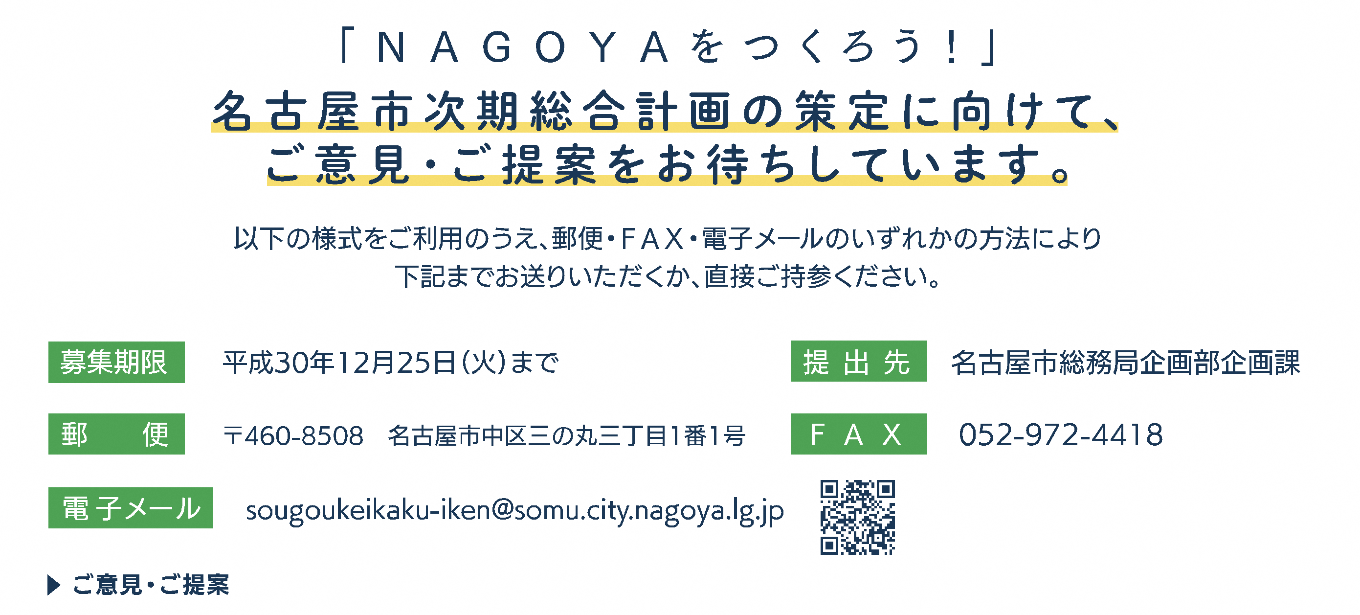 「NAGOYAをつくろう!」
名古屋市次期総合計画の策定に向けて、
ご意見・ご提案をお待ちしています。
以下の様式をご利用のうえ、郵便・FAX・電子メールのいずれかの方法により
下記までお送りいただくか、直接ご持参ください。
募集期限 平成30年12月25日(火)まで 提出先 名古屋市総務局企画部企画課
郵便 〒460-8508 名古屋市中区三の丸三丁目1番1号 FAX 052-972-4418
電子メール sougoukeikaku-iken@somu.city.nagoya.lg.jp
▶ ご意見・ご提案